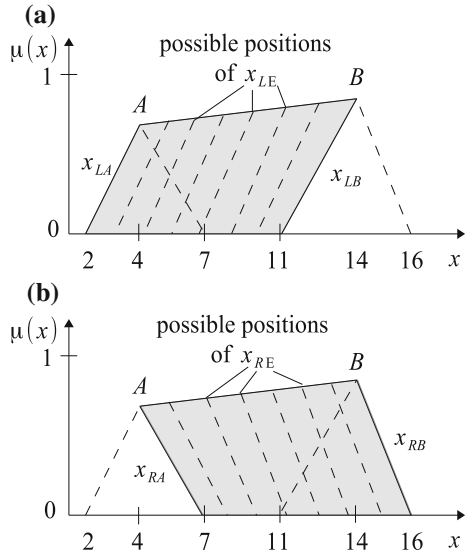 (a)
μ(x)
possible positions
of x_LE
1
A
B
x_LA
x_LB
0
2 4 7 11 14 16 x
(b)
μ(x)
possible positions
of x_RE
1
A
B
x_RA
x_RB
0
2 4 7 11 14 16 x